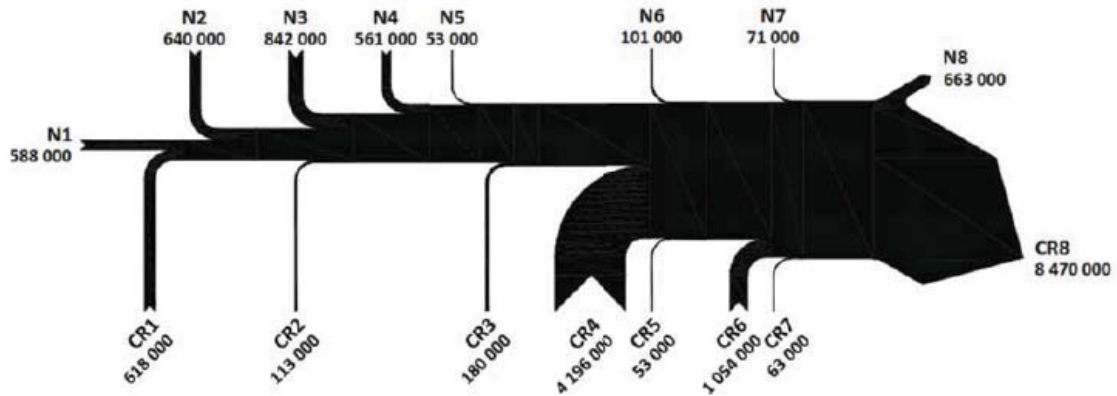 N2
640 000
N3
842 000
N4
561 000
N5
53 000
N6
101 000
N7
71 000
N8
663 000
N1
588 000
CR8
8 470 000
CR1
618 000
CR2
113 000
CR3
180 000
CR4
4 196 000
CR5
53 000
CR6
1 054 000
CR7
63 000